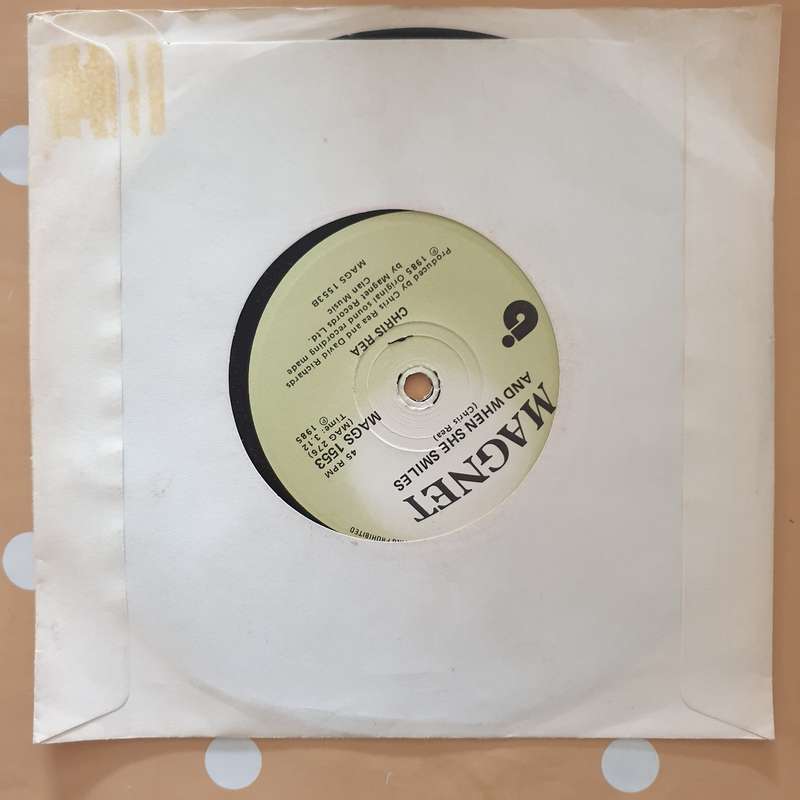 MAGNET
AND WHEN SHE SMILES
(Chris Rea)
45 RPM
MAGS 1553
(MAG 276)
Time: 3.12
℗ 1985
CHRIS REA
Produced by Chris Rea and David Richards
℗ 1985 Original sound recording made
by Magnet Records Ltd.
Clan Music
MAGS 1553B
PROHIBITED